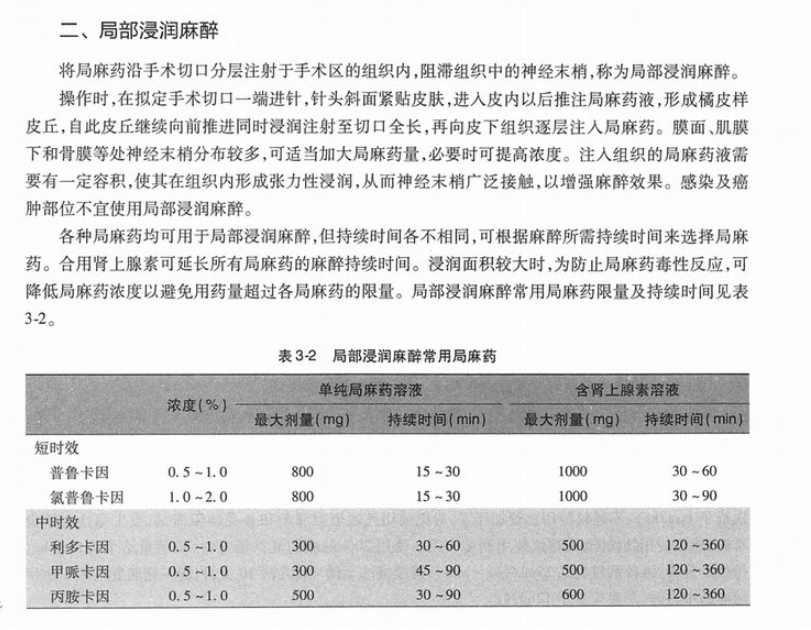 二、局部浸润麻醉
将局麻药沿手术切口分层注射于手术区的组织内,阻滞组织中的神经末梢,称为局部浸润麻醉。
操作时,在拟定手术切口一端进针,针头斜面紧贴皮肤,进入皮内以后推注局麻药液,形成橘皮样
皮丘,自此皮丘继续向前推进同时浸润注射至切口全长,再向皮下组织逐层注入局麻药。膜面、肌膜
下和骨膜等处神经末梢分布较多,可适当加大局麻药量,必要时可提高浓度。注入组织的局麻药液需
要有一定容积,使其在组织内形成张力性浸润,从而神经末梢广泛接触,以增强麻醉效果。感染及癌
肿部位不宜使用局部浸润麻醉。
各种局麻药均可用于局部浸润麻醉,但持续时间各不相同,可根据麻醉所需持续时间来选择局麻
药。合用肾上腺素可延长所有局麻药的麻醉持续时间。浸润面积较大时,为防止局麻药毒性反应,可
降低局麻药浓度以避免用药量超过各局麻药的限量。局部浸润麻醉常用局麻药限量及持续时间见表
3-2。
表3-2 局部浸润麻醉常用局麻药
浓度(%) 单纯局麻药溶液 含肾上腺素溶液
最大剂量(mg) 持续时间(min) 最大剂量(mg) 持续时间(min)
短时效
普鲁卡因 0.5~1.0 800 15~30 1000 30~60
氯普鲁卡因 1.0~2.0 800 15~30 1000 30~90
中时效
利多卡因 0.5~1.0 300 30~60 500 120~360
甲哌卡因 0.5~1.0 300 45~90 500 120~360
丙胺卡因 0.5~1.0 500 30~90 600 120~360